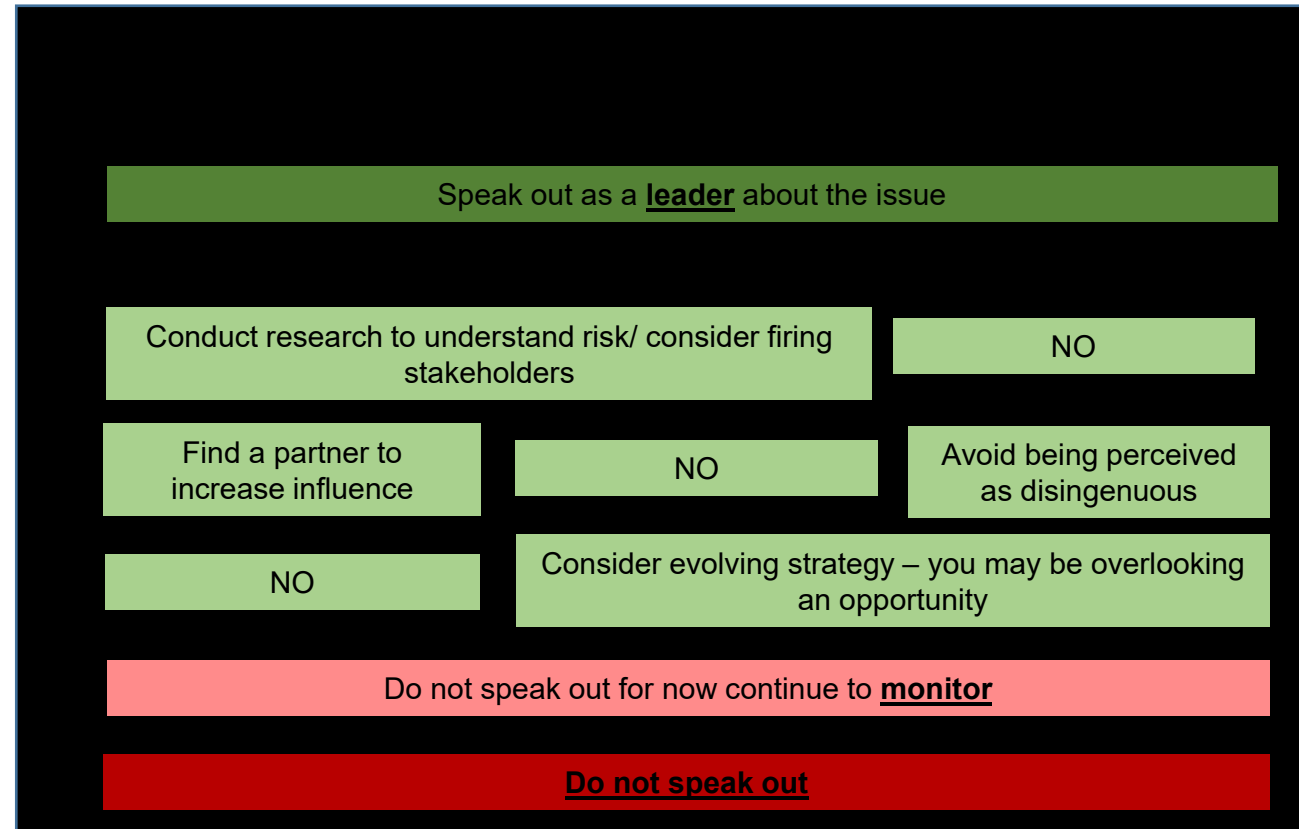 Speak out as a leader about the issue
Conduct research to understand risk/ consider firing
stakeholders
NO
Find a partner to
increase influence
NO
Avoid being perceived
as disingenuous
NO
Consider evolving strategy – you may be overlooking
an opportunity
Do not speak out for now continue to monitor
Do not speak out